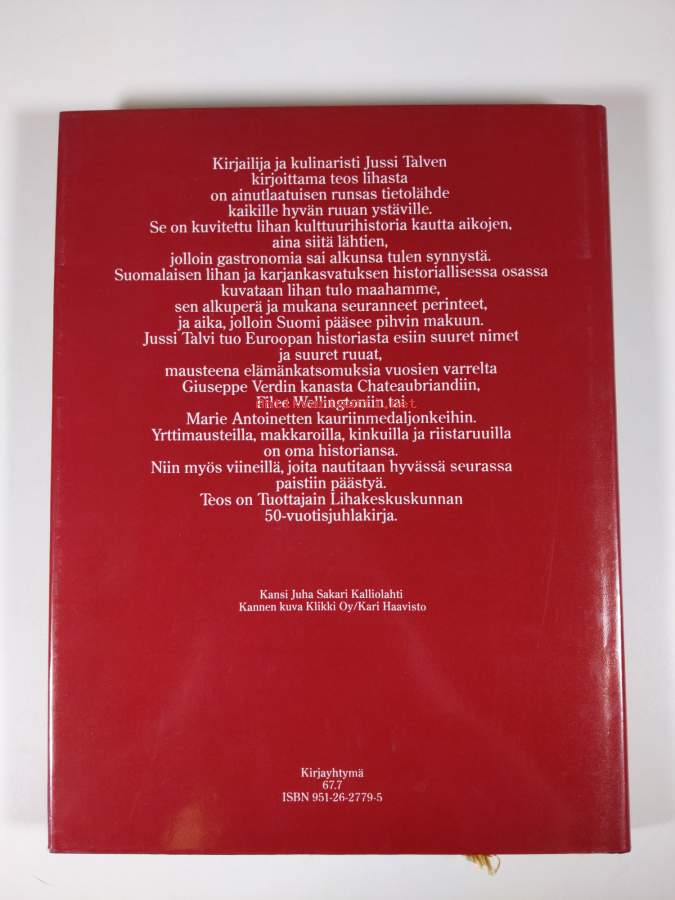 Kirjailija ja kulinaristi Jussi Talven
kirjoittama teos lihasta
on ainutlaatuisen runsas tietolähde
kaikille hyvän ruuan ystäville.
Se on kuvitettu lihan kulttuurihistoria kautta aikojen,
aina siitä lähtien,
jolloin gastronomia sai alkunsa tulen synnystä.
Suomalaisen lihan ja karjankasvatuksen historiallisessa osassa
kuvataan lihan tulo maahamme,
sen alkuperä ja mukana seuranneet perinteet,
ja aika, jolloin Suomi pääsee pihvin makuun.
Jussi Talvi tuo Euroopan historiasta esiin suuret nimet
ja suuret ruuat,
mausteena elämänkatsomuksia vuosien varrelta
Giuseppe Verdin kanasta Chateaubriandiin,
Filee Wellingtoniin tai
Marie Antoinetten kauriinmedaljonkeihin.
Yrttimausteilla, makkaroilla, kinkuilla ja riistaruuilla
on oma historiansa.
Niin myös viineillä, joita nautitaan hyvässä seurassa
paistiin päästyä.
Teos on Tuottajain Lihakeskuskunnan
50-vuotisjuhlakirja.
Kansi Juha Sakari Kalliolahti
Kannen kuva Klikki Oy/Kari Haavisto
Kirjayhtymä
67.7
ISBN 951-26-2779-5